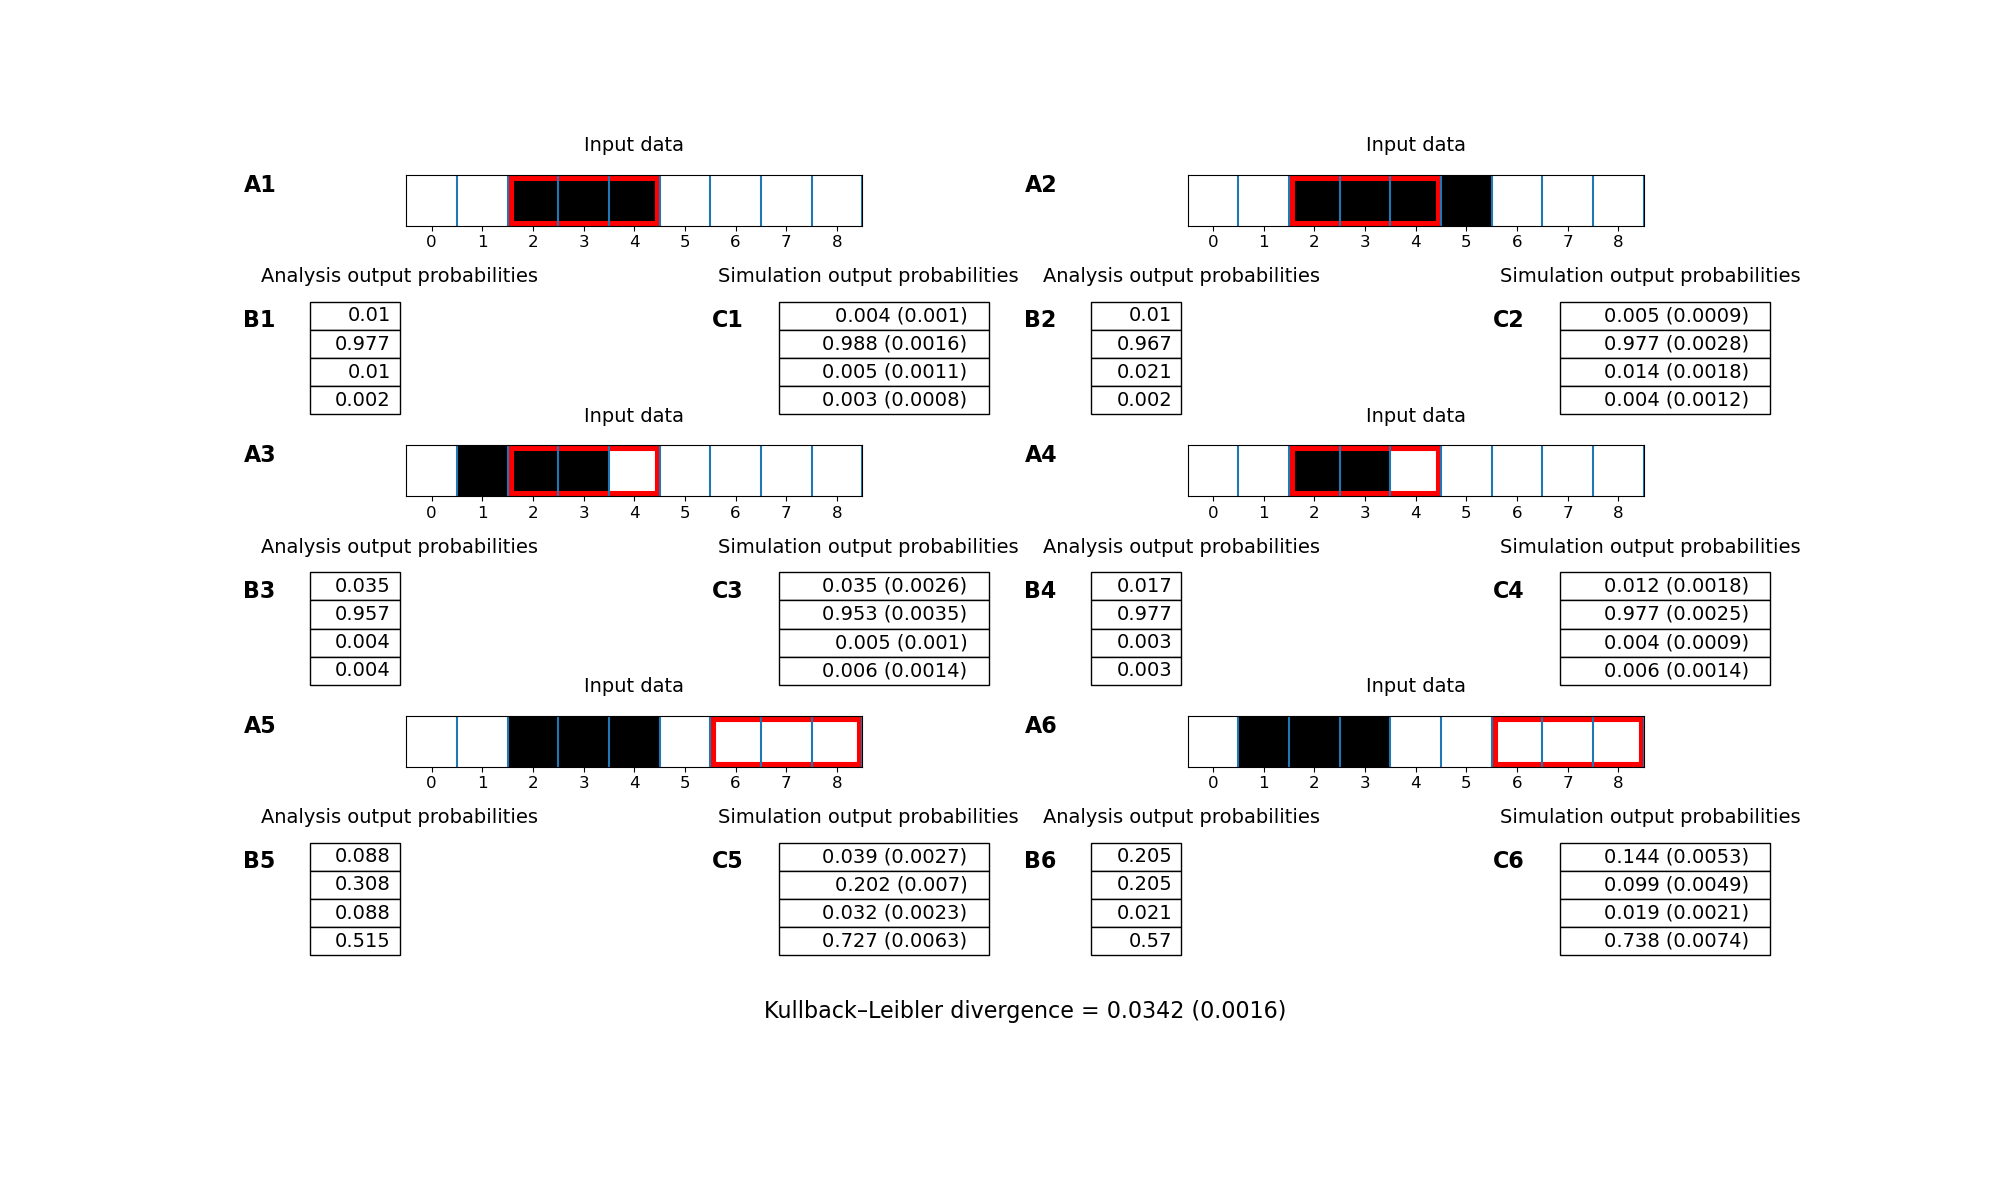 Input data
A1
0 1 2 3 4 5 6 7 8
Analysis output probabilities
B1
0.01
0.977
0.01
0.002
Simulation output probabilities
C1
0.004 (0.001)
0.988 (0.0016)
0.005 (0.0011)
0.003 (0.0008)
Input data
A2
0 1 2 3 4 5 6 7 8
Analysis output probabilities
B2
0.01
0.967
0.021
0.002
Simulation output probabilities
C2
0.005 (0.0009)
0.977 (0.0028)
0.014 (0.0018)
0.004 (0.0012)
Input data
A3
0 1 2 3 4 5 6 7 8
Analysis output probabilities
B3
0.035
0.957
0.004
0.004
Simulation output probabilities
C3
0.035 (0.0026)
0.953 (0.0035)
0.005 (0.001)
0.006 (0.0014)
Input data
A4
0 1 2 3 4 5 6 7 8
Analysis output probabilities
B4
0.017
0.977
0.003
0.003
Simulation output probabilities
C4
0.012 (0.0018)
0.977 (0.0025)
0.004 (0.0009)
0.006 (0.0014)
Input data
A5
0 1 2 3 4 5 6 7 8
Analysis output probabilities
B5
0.088
0.308
0.088
0.515
Simulation output probabilities
C5
0.039 (0.0027)
0.202 (0.007)
0.032 (0.0023)
0.727 (0.0063)
Input data
A6
0 1 2 3 4 5 6 7 8
Analysis output probabilities
B6
0.205
0.205
0.021
0.57
Simulation output probabilities
C6
0.144 (0.0053)
0.099 (0.0049)
0.019 (0.0021)
0.738 (0.0074)
Kullback–Leibler divergence = 0.0342 (0.0016)